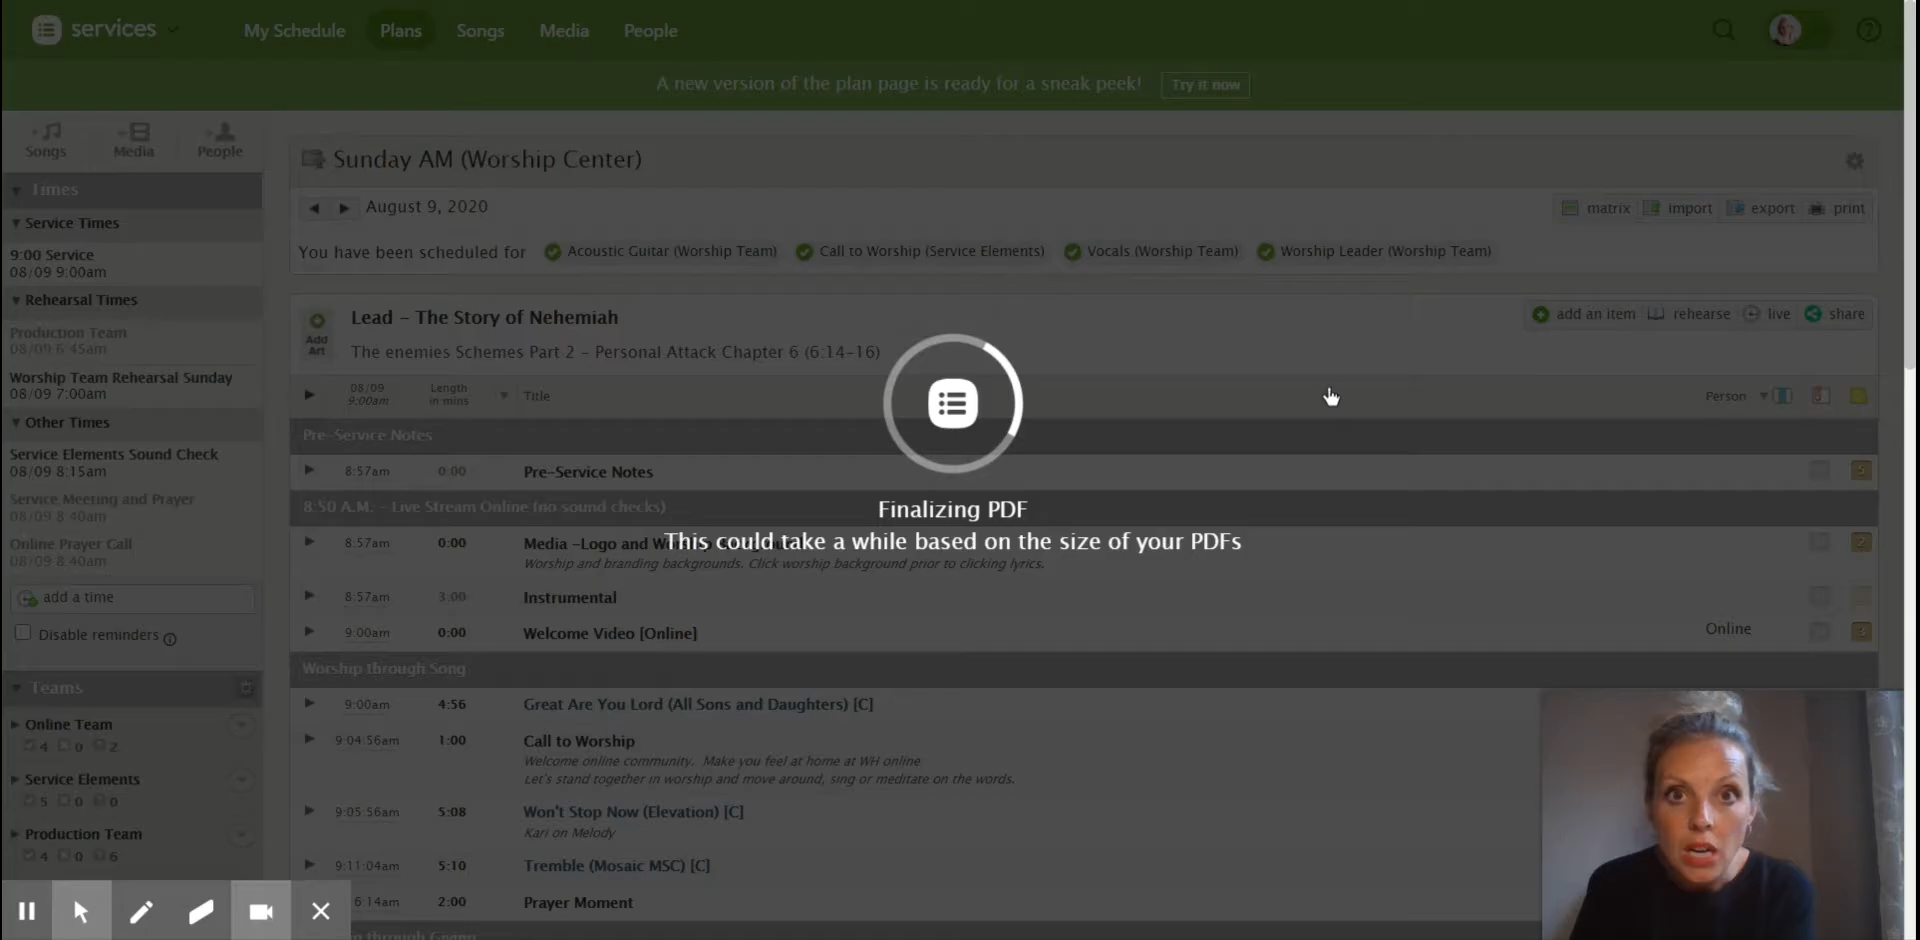 services
My Schedule
Plans
Songs
Media
People
A new version of the plan page is ready for a sneak peek!
Try it now
Songs
Media
People
Times
Service Times
9:00 Service
08/09 9:00am
Rehearsal Times
Production Team
08/09 6:45am
Worship Team Rehearsal Sunday
08/09 7:00am
Other Times
Service Elements Sound Check
08/09 8:15am
Service Meeting and Prayer
08/09 8:40am
Online Prayer Call
08/09 8:40am
add a time
Disable reminders
Teams
Online Team
4 0 2
Service Elements
5 0 0
Production Team
4 0 6
Sunday AM (Worship Center)
August 9, 2020
matrix
import
export
print
You have been scheduled for
Acoustic Guitar (Worship Team)
Call to Worship (Service Elements)
Vocals (Worship Team)
Worship Leader (Worship Team)
Add
Art
Lead - The Story of Nehemiah
The enemies Schemes Part 2 - Personal Attack Chapter 6 (6:14-16)
add an item
rehearse
live
share
08/09
9:00am
Length
in mins
Title
Person
Pre-Service Notes
8:57am 0:00 Pre-Service Notes 5
8:50 A.M. - Live Stream Online (no sound checks)
Finalizing PDF
This could take a while based on the size of your PDFs
8:57am 0:00 Media -Logo and 2
Worship and branding backgrounds. Click worship background prior to clicking lyrics.
8:57am 3:00 Instrumental
9:00am 0:00 Welcome Video [Online] Online 3
Worship through Song
9:00am 4:56 Great Are You Lord (All Sons and Daughters) [C]
9:04:56am 1:00 Call to Worship
Welcome online community. Make you feel at home at WH online
Let's stand together in worship and move around, sing or meditate on the words.
9:05:56am 5:08 Won't Stop Now (Elevation) [C]
Kari on Melody
9:11:04am 5:10 Tremble (Mosaic MSC) [C]
6:14am 2:00 Prayer Moment
through Giving